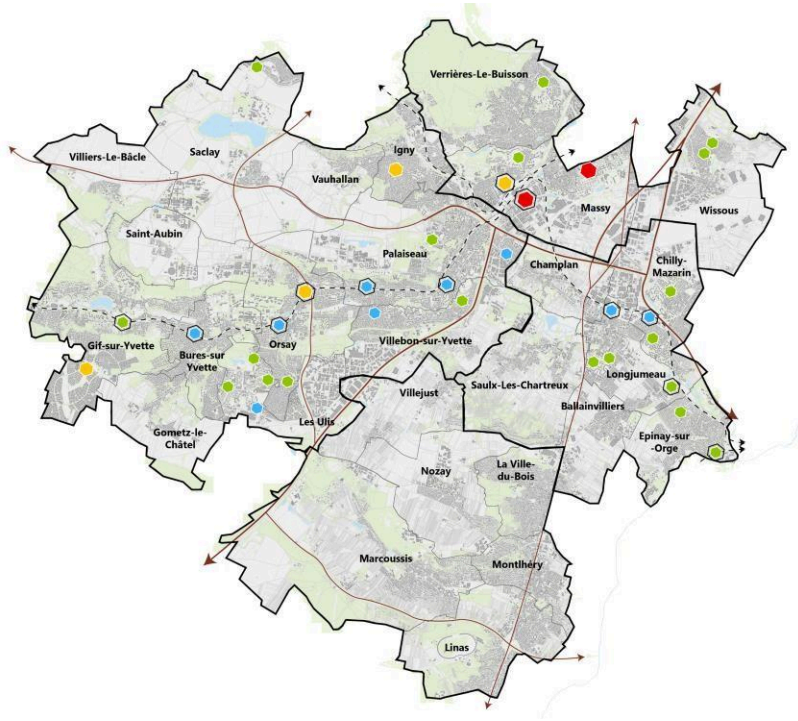 Verrières-Le-Buisson
Igny
Saclay
Villiers-Le-Bâcle
Vauhallan
Massy
Wissous
Saint-Aubin
Palaiseau
Champlan
Chilly-
Mazarin
Gif-sur-Yvette
Bures-sur
Yvette
Orsay
Villebon-sur-Yvette
Longjumeau
Saulx-Les-Chartreux
Villejust
Ballainvilliers
Les Ulis
Gometz-le-
Châtel
Epinay-sur
-Orge
Nozay
La Ville-
du-Bois
Marcoussis
Montlhéry
Linas